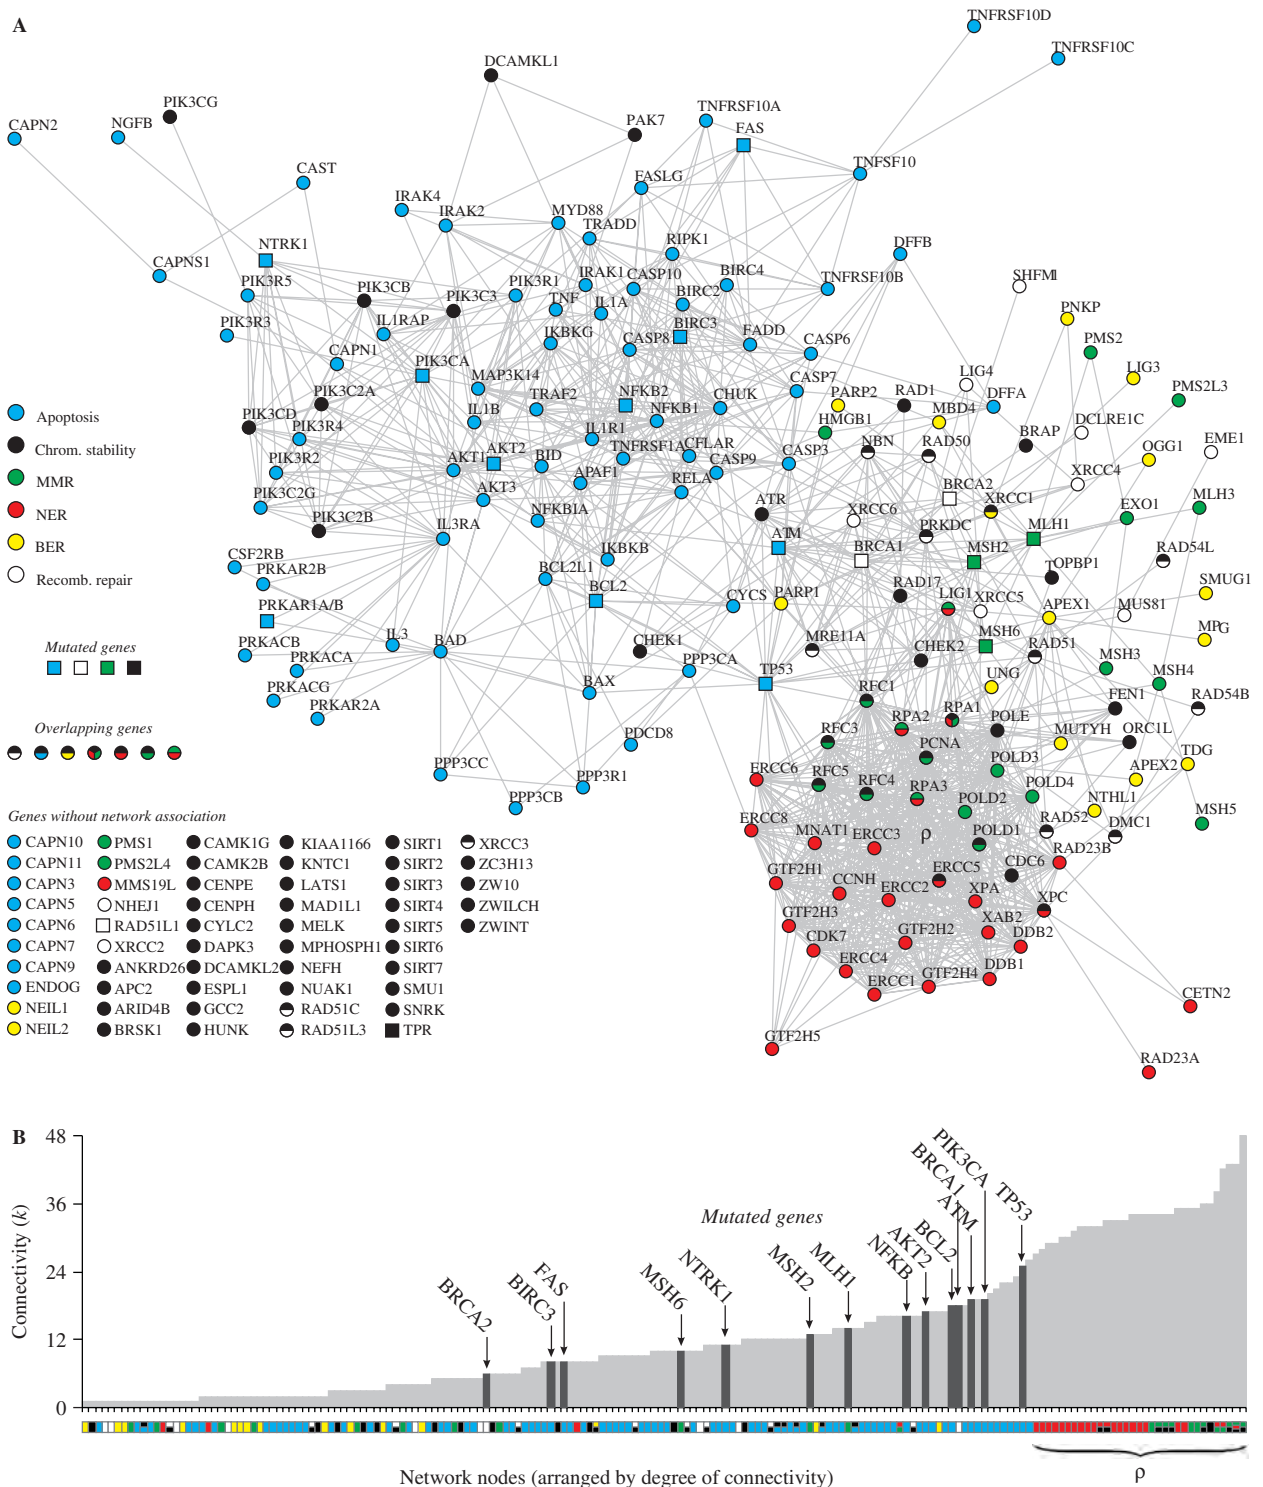 A
TNFRSF10D
TNFRSF10C
DCAMKL1
PIK3CG
CAPN2
NGFB
TNFRSF10A
PAK7
FAS
CAST
TNFSF10
FASLG
IRAK4
IRAK2
MYD88
TRADD
NTRK1
RIPK1
DFFB
CAPNS1
PIK3R5
PIK3CB
PIK3C3
PIK3R1
IRAK1
CASP10
BIRC4
TNFRSF10B
SHFM1
TNF
IL1A
BIRC2
PNKP
PIK3R3
IL1RAP
IKBKG
CASP8
BIRC3
FADD
CASP6
PMS2
CAPN1
PIK3CA
MAP3K14
CASP7
LIG4
LIG3
PIK3C2A
TRAF2
NFKB2
CHUK
PARP2
RAD1
DFFA
PMS2L3
PIK3CD
IL1B
NFKB1
HMGB1
MBD4
DCLRE1C
PIK3R4
IL1R1
BRAP
EME1
TNFRSF1A
CFLAR
NBN
RAD50
OGG1
PIK3R2
AKT1
AKT2
BID
APAF1
CASP9
CASP3
XRCC4
PIK3C2G
AKT3
RELA
ATR
BRCA2
XRCC1
EXO1
MLH3
PIK3C2B
IL3RA
NFKBIA
XRCC6
PRKDC
MLH1
ATM
BRCA1
MSH2
RAD54L
CSF2RB
IKBKB
TOPBP1
PRKAR2B
BCL2L1
RAD17
SMUG1
PRKAR1A/B
BCL2
CYCS
PARP1
LIG1
XRCC5
APEX1
MUS81
MPG
IL3
BAD
CHEK1
MRE11A
CHEK2
MSH6
RAD51
PRKACB
PRKACA
PPP3CA
TP53
MSH3
MSH4
PRKACG
BAX
RFC1
UNG
FEN1
RAD54B
PRKAR2A
RFC3
RPA2
RPA1
POLE
PDCD8
PCNA
MUTYH
ORC1L
TDG
PPP3CC
PPP3R1
ERCC6
RFC5
RFC4
RPA3
POLD3
POLD4
APEX2
PPP3CB
POLD2
NTHL1
MSH5
ERCC8
MNAT1
ERCC3
ρ
POLD1
RAD52
DMC1
GTF2H1
CCNH
ERCC2
ERCC5
CDC6
RAD23B
XPA
XPC
GTF2H3
CDK7
GTF2H2
XAB2
DDB2
ERCC4
ERCC1
GTF2H4
DDB1
CETN2
GTF2H5
RAD23A
Apoptosis
Chrom. stability
MMR
NER
BER
Recomb. repair
Mutated genes
Overlapping genes
Genes without network association
CAPN10 PMS1 CAMK1G KIAA1166 SIRT1 XRCC3
CAPN11 PMS2L4 CAMK2B KNTC1 SIRT2 ZC3H13
CAPN3 MMS19L CENPE LATS1 SIRT3 ZW10
CAPN5 NHEJ1 CENPH MAD1L1 SIRT4 ZWILCH
CAPN6 RAD51L1 CYLC2 MELK SIRT5 ZWINT
CAPN7 XRCC2 DAPK3 MPHOSPH1 SIRT6
CAPN9 ANKRD26 DCAMKL2 NEFH SIRT7
ENDOG APC2 ESPL1 NUAK1 SMU1
NEIL1 ARID4B GCC2 RAD51C SNRK
NEIL2 BRSK1 HUNK RAD51L3 TPR
B
48
36
24
12
0
Connectivity (k)
Mutated genes
BRCA2
BIRC3
FAS
MSH6
NTRK1
MSH2
MLH1
NFKB
AKT2
BCL2
BRCA1
ATM
PIK3CA
TP53
Network nodes (arranged by degree of connectivity)
ρ